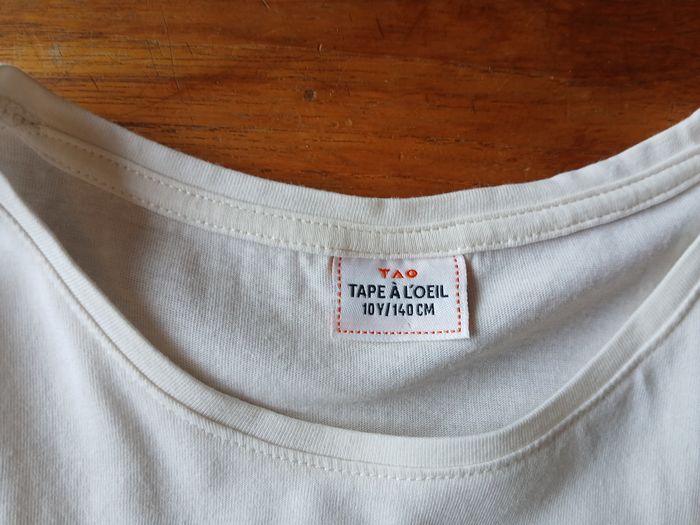 TAO
TAPE À L'OEIL
10Y/140 CM